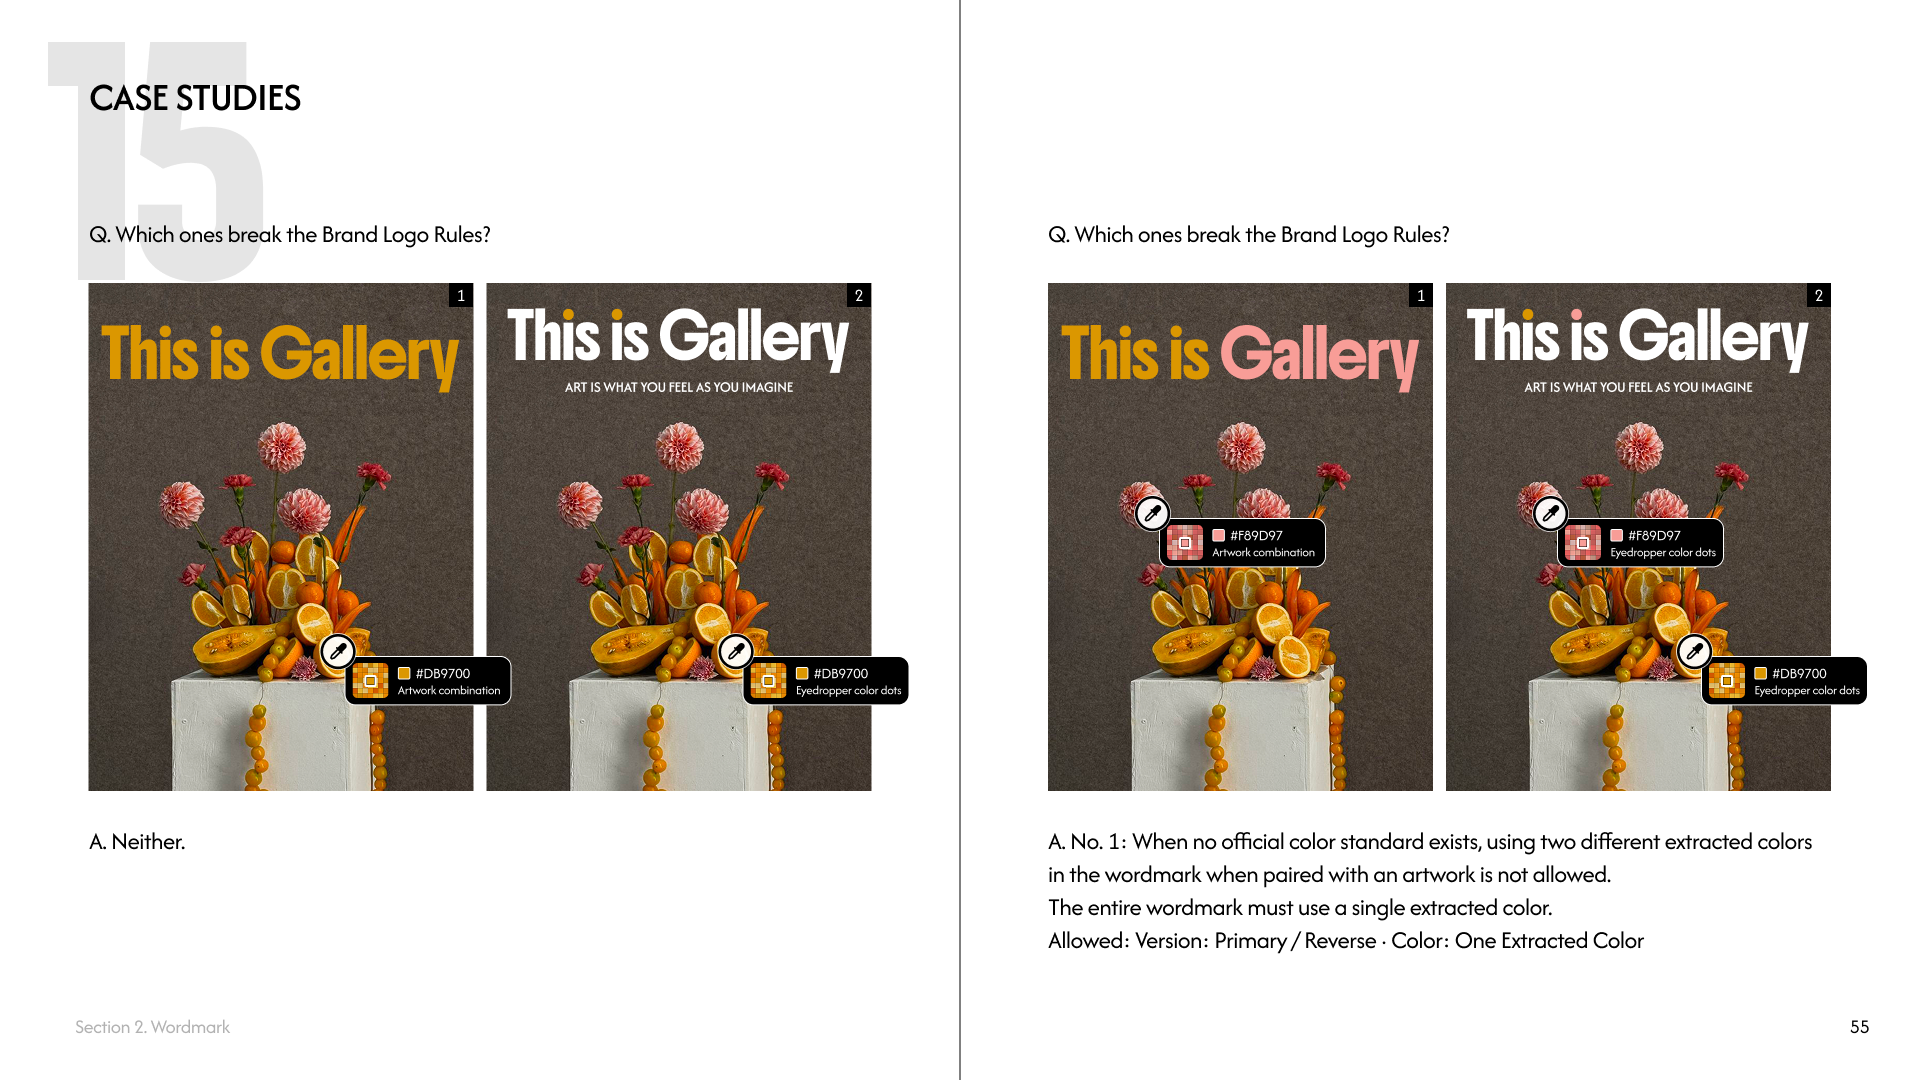 15
CASE STUDIES
Q. Which ones break the Brand Logo Rules?
1
This is Gallery
#DB9700
Artwork combination
2
This is Gallery
ART IS WHAT YOU FEEL AS YOU IMAGINE
#DB9700
Eyedropper color dots
A. Neither.
Section 2. Wordmark
Q. Which ones break the Brand Logo Rules?
1
This is Gallery
#F89D97
Artwork combination
2
This is Gallery
ART IS WHAT YOU FEEL AS YOU IMAGINE
#F89D97
Eyedropper color dots
#DB9700
Eyedropper color dots
A. No. 1: When no official color standard exists, using two different extracted colors
in the wordmark when paired with an artwork is not allowed.
The entire wordmark must use a single extracted color.
Allowed: Version: Primary / Reverse · Color: One Extracted Color
55